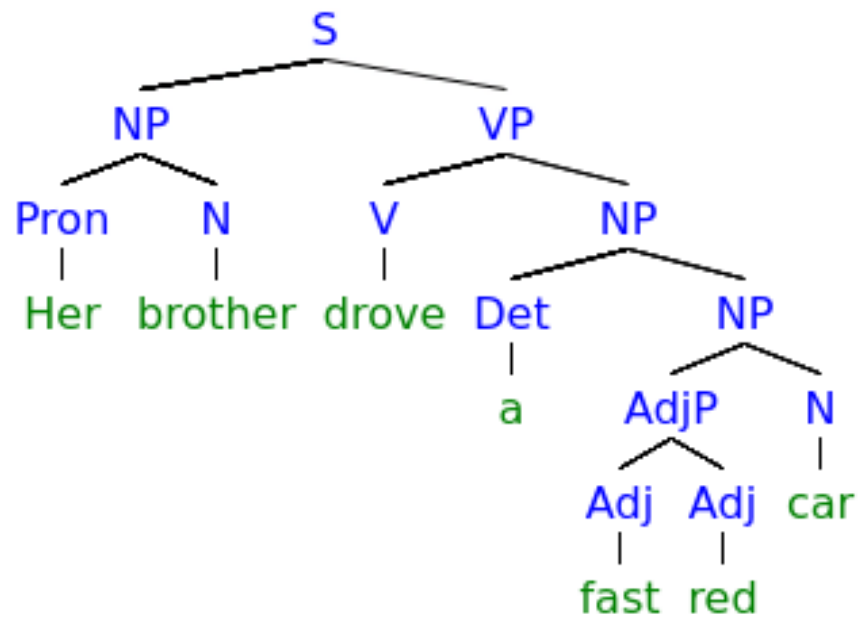 S
NP VP
Pron N V NP
Her brother drove Det NP
a AdjP N
Adj Adj car
fast red